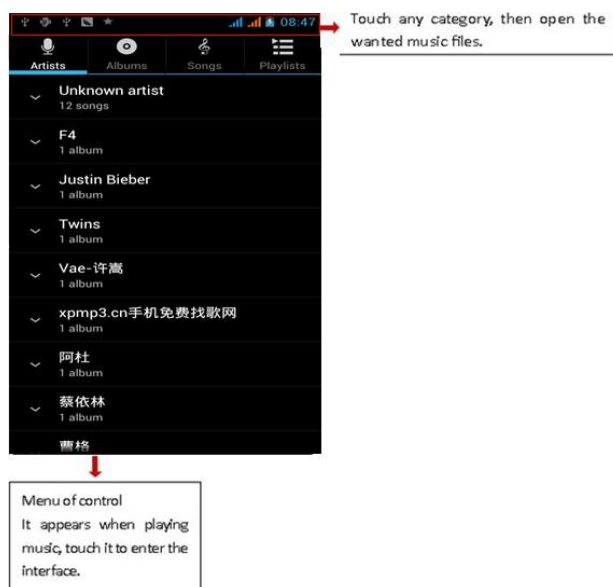 08:47
Touch any category, then open the
wanted music files.
Artists Albums Songs Playlists
Unknown artist
12 songs
F4
1 album
Justin Bieber
1 album
Twins
1 album
Vae-许嵩
1 album
xpmp3.cn手机免费找歌网
1 album
阿杜
1 album
蔡依林
1 album
曹格
Menu of control
It appears when playing
music, touch it to enter the
interface.